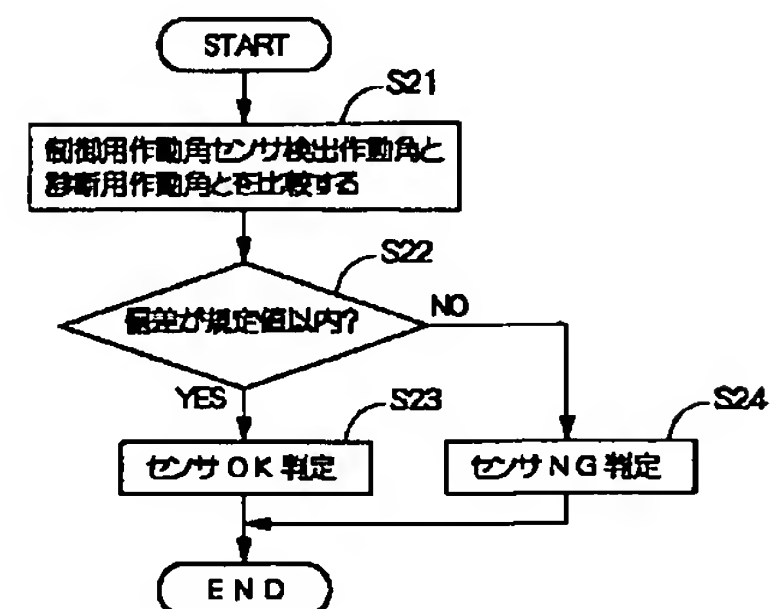 START
S21
制御用作動角センサ検出作動角と
診断用作動角とを比較する
S22
偏差が規定値以内?
NO
YES
S23
S24
センサOK判定
センサNG判定
END